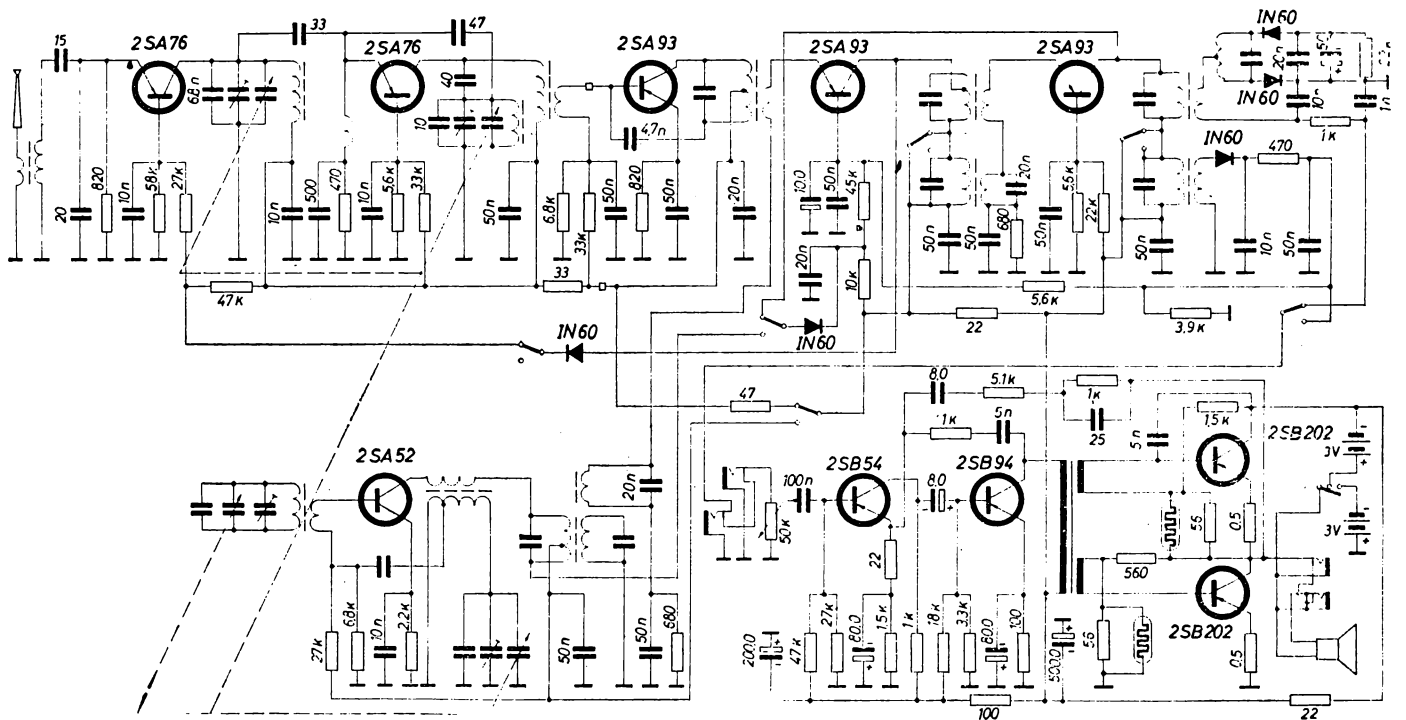 15
2SA76
33
2SA76
47
2SA93
2SA93
2SA93
IN60
20n
IN60
10n
1n
1k
6.8n
40
10
4,7n
IN60
470
20
820
10n
58k
27k
10n
500
470
10n
5.6k
33k
50n
6.8k
33k
50n
820
50n
20n
10.0
50n
45k
20n
10k
50n
50n
20n
680
50n
5.6k
22k
50n
10n
50n
47k
33
5,6k
22
3,9k
IN60
IN60
47
8.0
5.1k
1k
25
1k
5n
1,5k
5n
2SB202
3V
3V
2SA52
20n
100n
2SB54
8.0
2SB94
50k
22
56
0.5
560
2SB202
27k
6.8k
10n
2.2k
50n
50n
680
200.0
47k
27k
80.0
1.5k
1k
18k
3.3k
80.0
100
500.0
56
0.5
100
22